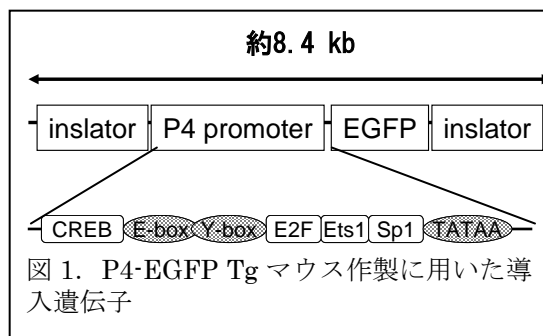 約8.4 kb
inslator P4 promoter EGFP inslator
CREB E-box Y-box E2F Ets1 Sp1 TATAA
図 1. P4-EGFP Tg マウス作製に用いた導
入遺伝子